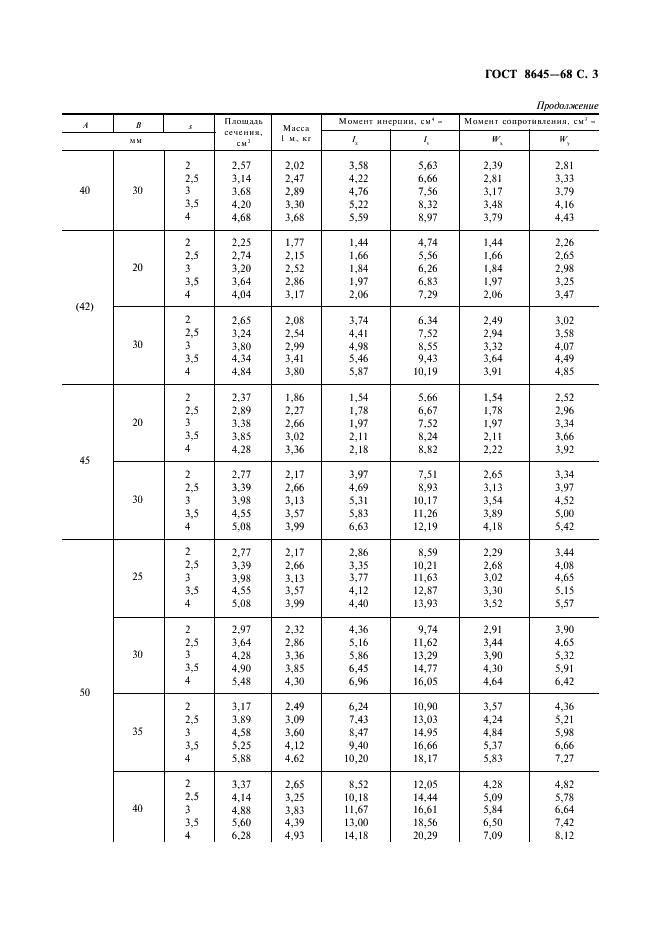 ГОСТ 8645—68 С. 3
Продолжение
A B s Площадь сечения, см² Масса 1 м, кг Момент инерции, см⁴ = Момент сопротивления, см³ =
мм Iₓ Iₓ Wₓ Wᵧ
2 2,57 2,02 3,58 5,63 2,39 2,81
2,5 3,14 2,47 4,22 6,66 2,81 3,33
40 30 3 3,68 2,89 4,76 7,56 3,17 3,79
3,5 4,20 3,30 5,22 8,32 3,48 4,16
4 4,68 3,68 5,59 8,97 3,79 4,43
2 2,25 1,77 1,44 4,74 1,44 2,26
2,5 2,74 2,15 1,66 5,56 1,66 2,65
20 3 3,20 2,52 1,84 6,26 1,84 2,98
3,5 3,64 2,86 1,97 6,83 1,97 3,25
4 4,04 3,17 2,06 7,29 2,06 3,47
(42)
2 2,65 2,08 3,74 6,34 2,49 3,02
2,5 3,24 2,54 4,41 7,52 2,94 3,58
30 3 3,80 2,99 4,98 8,55 3,32 4,07
3,5 4,34 3,41 5,46 9,43 3,64 4,49
4 4,84 3,80 5,87 10,19 3,91 4,85
2 2,37 1,86 1,54 5,66 1,54 2,52
2,5 2,89 2,27 1,78 6,67 1,78 2,96
20 3 3,38 2,66 1,97 7,52 1,97 3,34
3,5 3,85 3,02 2,11 8,24 2,11 3,66
4 4,28 3,36 2,18 8,82 2,22 3,92
45
2 2,77 2,17 3,97 7,51 2,65 3,34
2,5 3,39 2,66 4,69 8,93 3,13 3,97
30 3 3,98 3,13 5,31 10,17 3,54 4,52
3,5 4,55 3,57 5,83 11,26 3,89 5,00
4 5,08 3,99 6,63 12,19 4,18 5,42
2 2,77 2,17 2,86 8,59 2,29 3,44
2,5 3,39 2,66 3,35 10,21 2,68 4,08
25 3 3,98 3,13 3,77 11,63 3,02 4,65
3,5 4,55 3,57 4,12 12,87 3,30 5,15
4 5,08 3,99 4,40 13,93 3,52 5,57
2 2,97 2,32 4,36 9,74 2,91 3,90
2,5 3,64 2,86 5,16 11,62 3,44 4,65
30 3 4,28 3,36 5,86 13,29 3,90 5,32
3,5 4,90 3,85 6,45 14,77 4,30 5,91
4 5,48 4,30 6,96 16,05 4,64 6,42
50
2 3,17 2,49 6,24 10,90 3,57 4,36
2,5 3,89 3,09 7,43 13,03 4,24 5,21
35 3 4,58 3,60 8,47 14,95 4,84 5,98
3,5 5,25 4,12 9,40 16,66 5,37 6,66
4 5,88 4,62 10,20 18,17 5,83 7,27
2 3,37 2,65 8,52 12,05 4,28 4,82
2,5 4,14 3,25 10,18 14,44 5,09 5,78
40 3 4,88 3,83 11,67 16,61 5,84 6,64
3,5 5,60 4,39 13,00 18,56 6,50 7,42
4 6,28 4,93 14,18 20,29 7,09 8,12